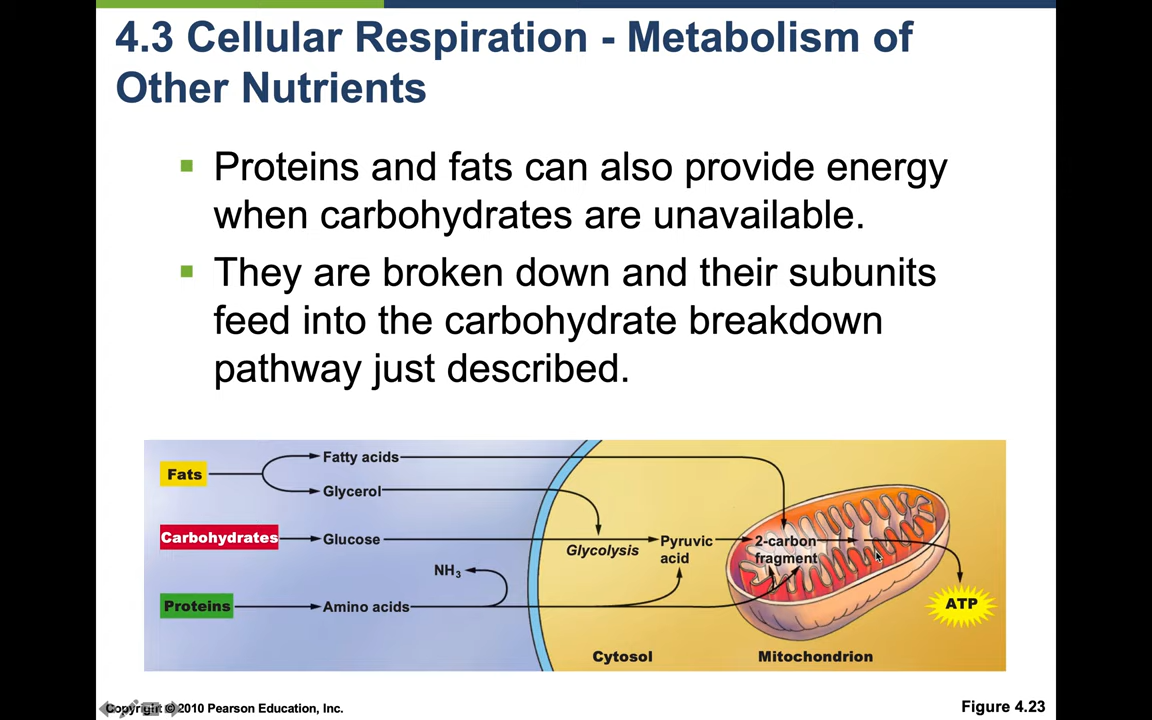 4.3 Cellular Respiration - Metabolism of
Other Nutrients
Proteins and fats can also provide energy
when carbohydrates are unavailable.
They are broken down and their subunits
feed into the carbohydrate breakdown
pathway just described.
Fats
Fatty acids
Glycerol
Carbohydrates
Glucose
Glycolysis
Pyruvic
acid
2-carbon
fragment
NH₃
Proteins
Amino acids
ATP
Cytosol
Mitochondrion
Copyright © 2010 Pearson Education, Inc.
Figure 4.23